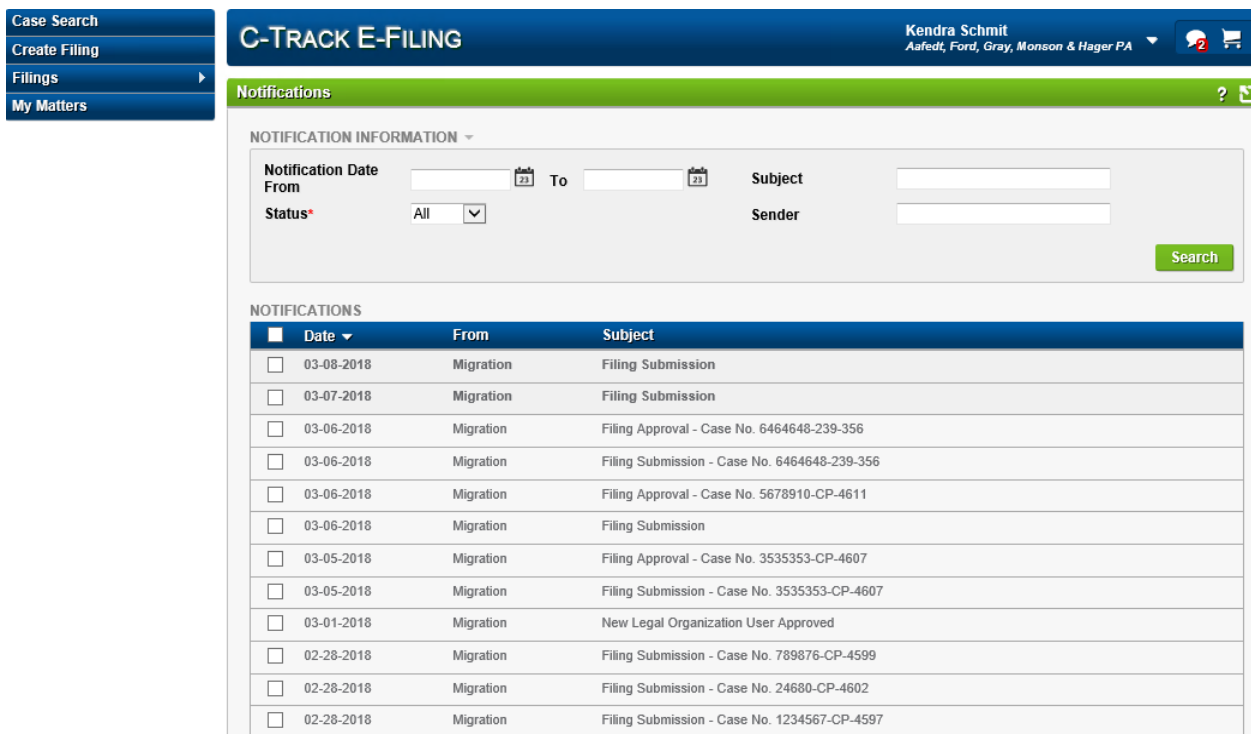 Case Search
Create Filing
Filings
My Matters
C-TRACK E-FILING
Kendra Schmit
Aafedt, Ford, Gray, Monson & Hager PA
2
Notifications
?
NOTIFICATION INFORMATION
Notification Date From 23 To 23 Subject
Status* All Sender
Search
NOTIFICATIONS
Date From Subject
03-08-2018 Migration Filing Submission
03-07-2018 Migration Filing Submission
03-06-2018 Migration Filing Approval - Case No. 6464648-239-356
03-06-2018 Migration Filing Submission - Case No. 6464648-239-356
03-06-2018 Migration Filing Approval - Case No. 5678910-CP-4611
03-06-2018 Migration Filing Submission
03-05-2018 Migration Filing Approval - Case No. 3535353-CP-4607
03-05-2018 Migration Filing Submission - Case No. 3535353-CP-4607
03-01-2018 Migration New Legal Organization User Approved
02-28-2018 Migration Filing Submission - Case No. 789876-CP-4599
02-28-2018 Migration Filing Submission - Case No. 24680-CP-4602
02-28-2018 Migration Filing Submission - Case No. 1234567-CP-4597